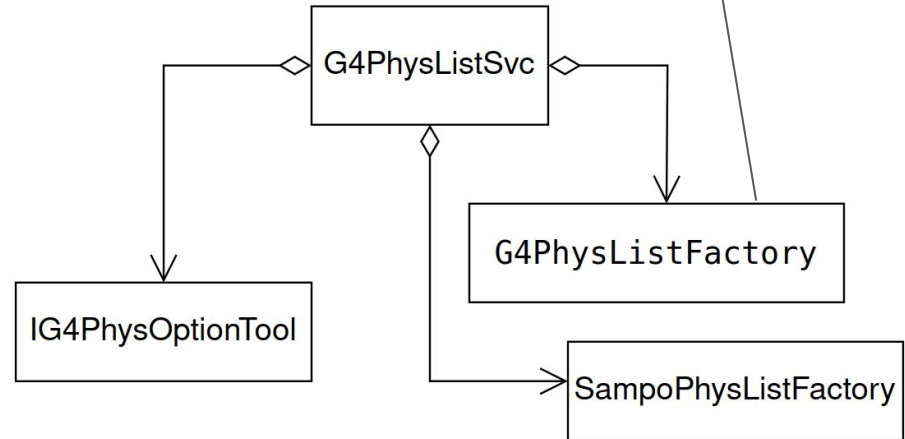 G4PhysListSvc
G4PhysListFactory
IG4PhysOptionTool
SampoPhysListFactory